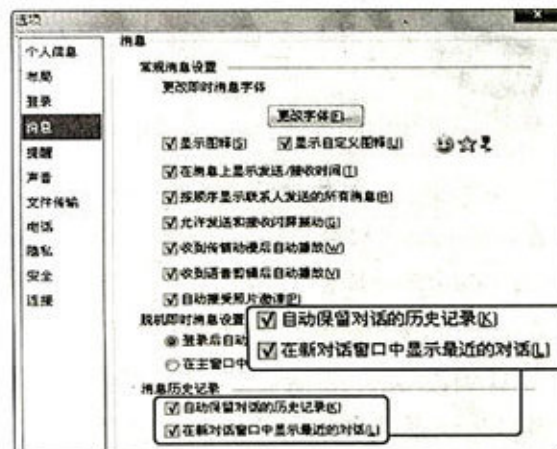 选项
个人信息
布局
登录
消息
提醒
声音
文件传输
电话
隐私
安全
连接
消息
常规消息设置
更改即时消息字体
更改字体(F)...
显示图释(S) 显示自定义图释(U)
在消息上显示发送/接收时间(T)
按顺序显示联系人发送的所有消息(B)
允许发送和接收闪屏振动(G)
收到传情动漫后自动播放(W)
收到语音剪辑后自动播放(V)
自动接受照片邀请(P)
脱机即时消息设置
登录后自动
在主窗口中
自动保留对话的历史记录(K)
在新对话窗口中显示最近的对话(L)
消息历史记录
自动保留对话的历史记录(K)
在新对话窗口中显示最近的对话(L)